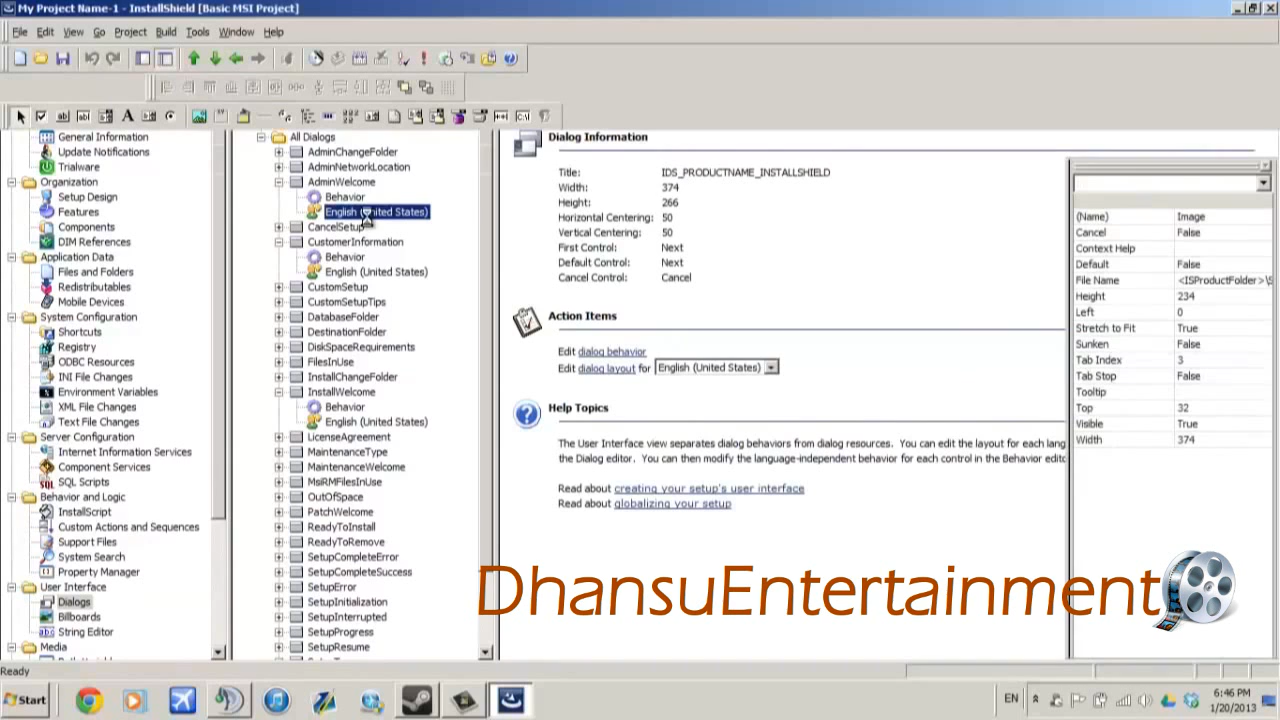 My Project Name-1 - InstallShield [Basic MSI Project]
File Edit View Go Project Build Tools Window Help
General Information
Update Notifications
Trialware
Organization
Setup Design
Features
Components
DIM References
Application Data
Files and Folders
Redistributables
Mobile Devices
System Configuration
Shortcuts
Registry
ODBC Resources
INI File Changes
Environment Variables
XML File Changes
Text File Changes
Server Configuration
Internet Information Services
Component Services
SQL Scripts
Behavior and Logic
InstallScript
Custom Actions and Sequences
Support Files
System Search
Property Manager
User Interface
Dialogs
Billboards
String Editor
Media
All Dialogs
AdminChangeFolder
AdminNetworkLocation
AdminWelcome
Behavior
English (United States)
CancelSetup
CustomerInformation
Behavior
English (United States)
CustomSetup
CustomSetupTips
DatabaseFolder
DestinationFolder
DiskSpaceRequirements
FilesInUse
InstallChangeFolder
InstallWelcome
Behavior
English (United States)
LicenseAgreement
MaintenanceType
MaintenanceWelcome
MsiRMFilesInUse
OutOfSpace
PatchWelcome
ReadyToInstall
ReadyToRemove
SetupCompleteError
SetupCompleteSuccess
SetupError
SetupInitialization
SetupInterrupted
SetupProgress
SetupResume
Dialog Information
Title: IDS_PRODUCTNAME_INSTALLSHIELD
Width: 374
Height: 266
Horizontal Centering: 50
Vertical Centering: 50
First Control: Next
Default Control: Next
Cancel Control: Cancel
Action Items
Edit dialog behavior
Edit dialog layout for English (United States)
Help Topics
The User Interface view separates dialog behaviors from dialog resources. You can edit the layout for each lang
the Dialog editor. You can then modify the language-independent behavior for each control in the Behavior edito
Read about creating your setup's user interface
Read about globalizing your setup
(Name) Image
Cancel False
Context Help
Default False
File Name <ISProductFolder>\S
Height 234
Left 0
Stretch to Fit True
Sunken False
Tab Index 3
Tab Stop False
Tooltip
Top 32
Visible True
Width 374
DhansuEntertainment
Ready
Start
EN
6:46 PM
1/20/2013